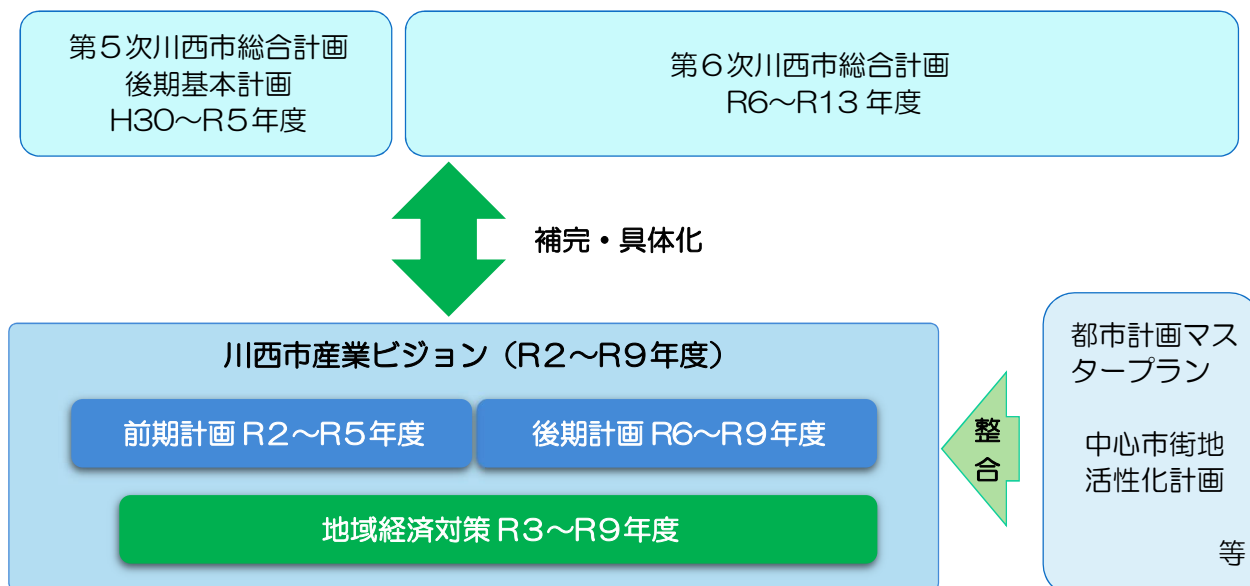 第５次川西市総合計画
後期基本計画
H30～R５年度
第６次川西市総合計画
R6～R13 年度
補完・具体化
川西市産業ビジョン（R２～R９年度）
前期計画 R２～R５年度
後期計画 R6～R９年度
地域経済対策 R３～R９年度
整
合
都市計画マス
タープラン
中心市街地
活性化計画
等